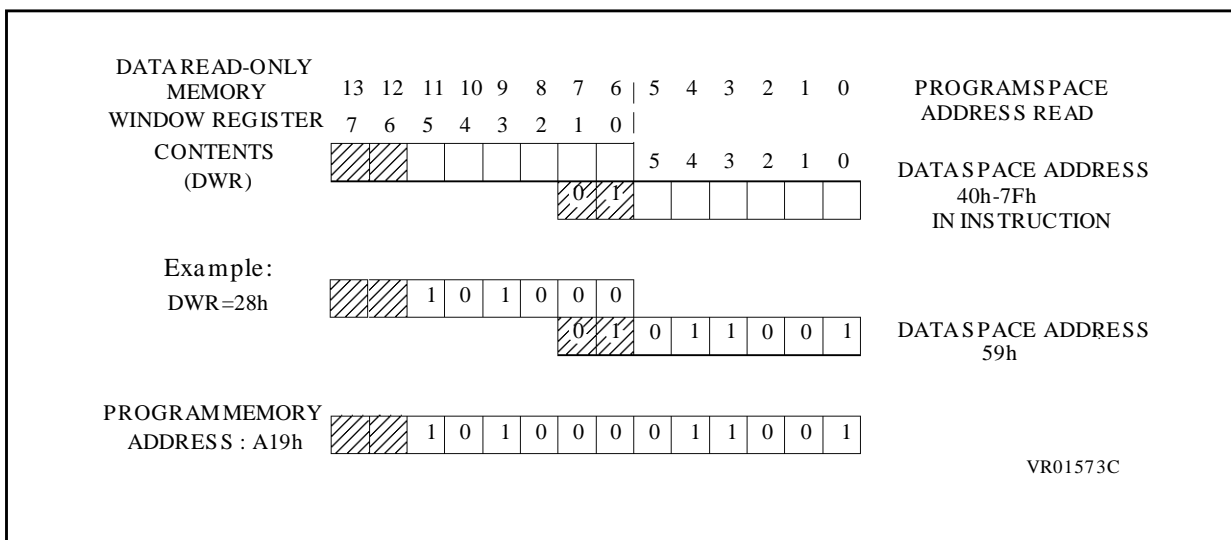 DATA READ-ONLY
MEMORY 13 12 11 10 9 8 7 6 5 4 3 2 1 0 PROGRAM SPACE
WINDOW REGISTER 7 6 5 4 3 2 1 0 ADDRESS READ
CONTENTS 5 4 3 2 1 0
(DWR) DATA SPACE ADDRESS
0 1 40h-7Fh
IN INSTRUCTION
Example:
DWR=28h 1 0 1 0 0 0
0 1 0 1 1 0 0 1 DATA SPACE ADDRESS
59h
PROGRAM MEMORY
ADDRESS : A19h 1 0 1 0 0 0 0 1 1 0 0 1
VR01573C